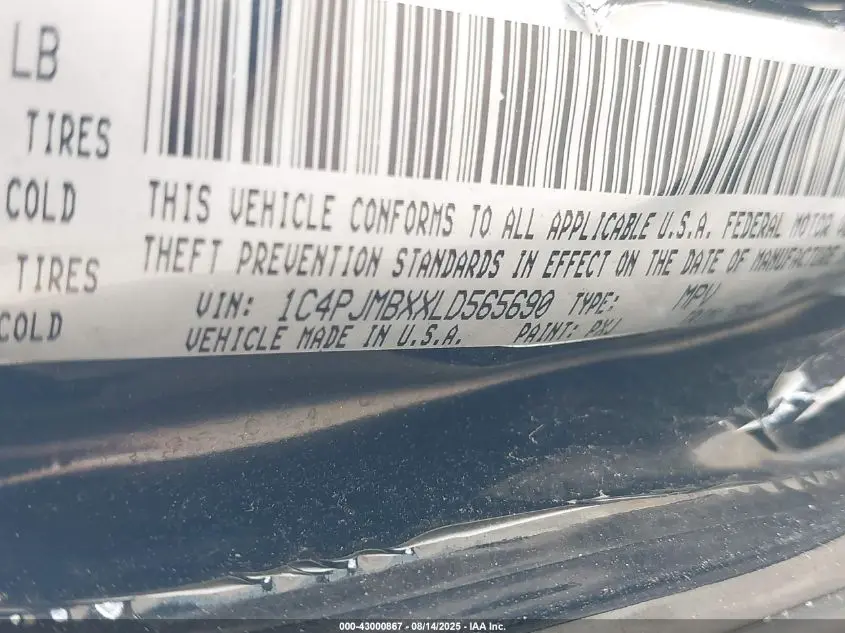 LB
TIRES
COLD
TIRES
COLD
THIS VEHICLE CONFORMS TO ALL APPLICABLE U.S.A. FEDERAL MOTOR
THEFT PREVENTION STANDARDS IN EFFECT ON THE DATE OF MANUFACTURE
VIN: 1C4PJMBXXLD565690 TYPE: MPV
VEHICLE MADE IN U.S.A. PAINT: PXJ
000-43000867 • 08/14/2025 - IAA Inc.